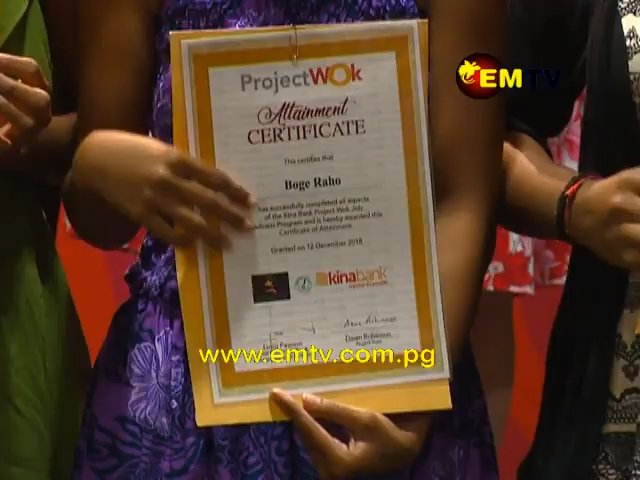 EMTV
ProjectWok
Attainment
CERTIFICATE
This certifies that
Boge Raho
has successfully completed all aspects
of the Kina Bank Project Wok Job
Readiness Program and is hereby awarded this
Certificate of Attainment.
Granted on 12 December 2018
kinabank
Dawn
www.emtv.com.pg